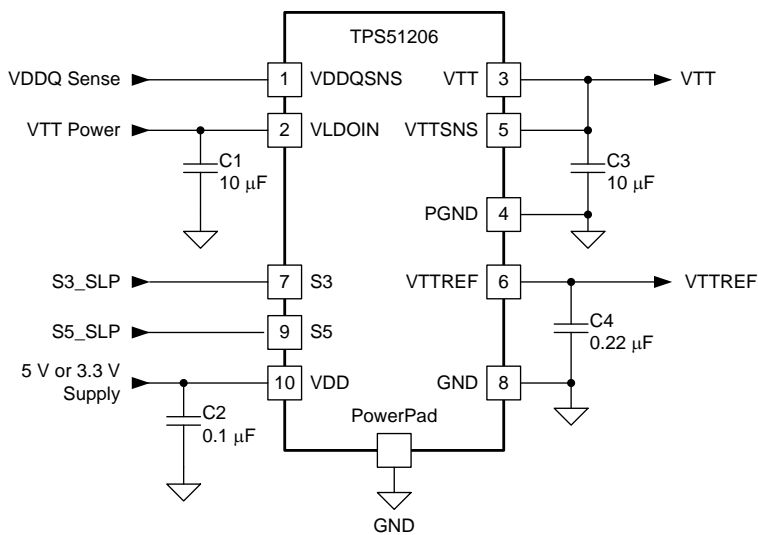 TPS51206
VDDQ Sense
1
VDDQSNS
VTT
3
VTT
VTT Power
2
VLDOIN
VTTSNS
5
C1
10 μF
C3
10 μF
PGND
4
S3_SLP
7
S3
VTTREF
6
VTTREF
S5_SLP
9
S5
C4
0.22 μF
5 V or 3.3 V
Supply
10
VDD
GND
8
C2
0.1 μF
PowerPad
GND